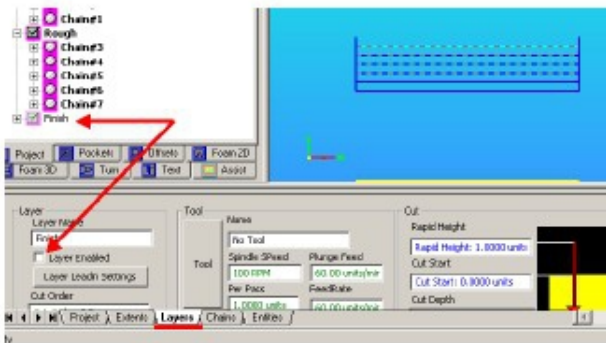 Chain#1
Rough
Chain#3
Chain#4
Chain#5
Chain#6
Chain#7
Finish
Project Pockets Offsets Foam 2D
Foam 3D Turn Text Assist
Layer
Layer Name
Finish
Layer Enabled
Layer LeadIn Settings
Cut Order
Tool
Name
No Tool
Tool
Spindle SPeed Plunge Feed
100 RPM 60.00 units/min
Per Pass FeedRate
1.0000 units 60.00 units/min
Cut
Rapid Height
Rapid Height: 1.0000 units
Cut Start
Cut Start: 0.0000 units
Cut Depth
Project Extents Layers Chains Entities